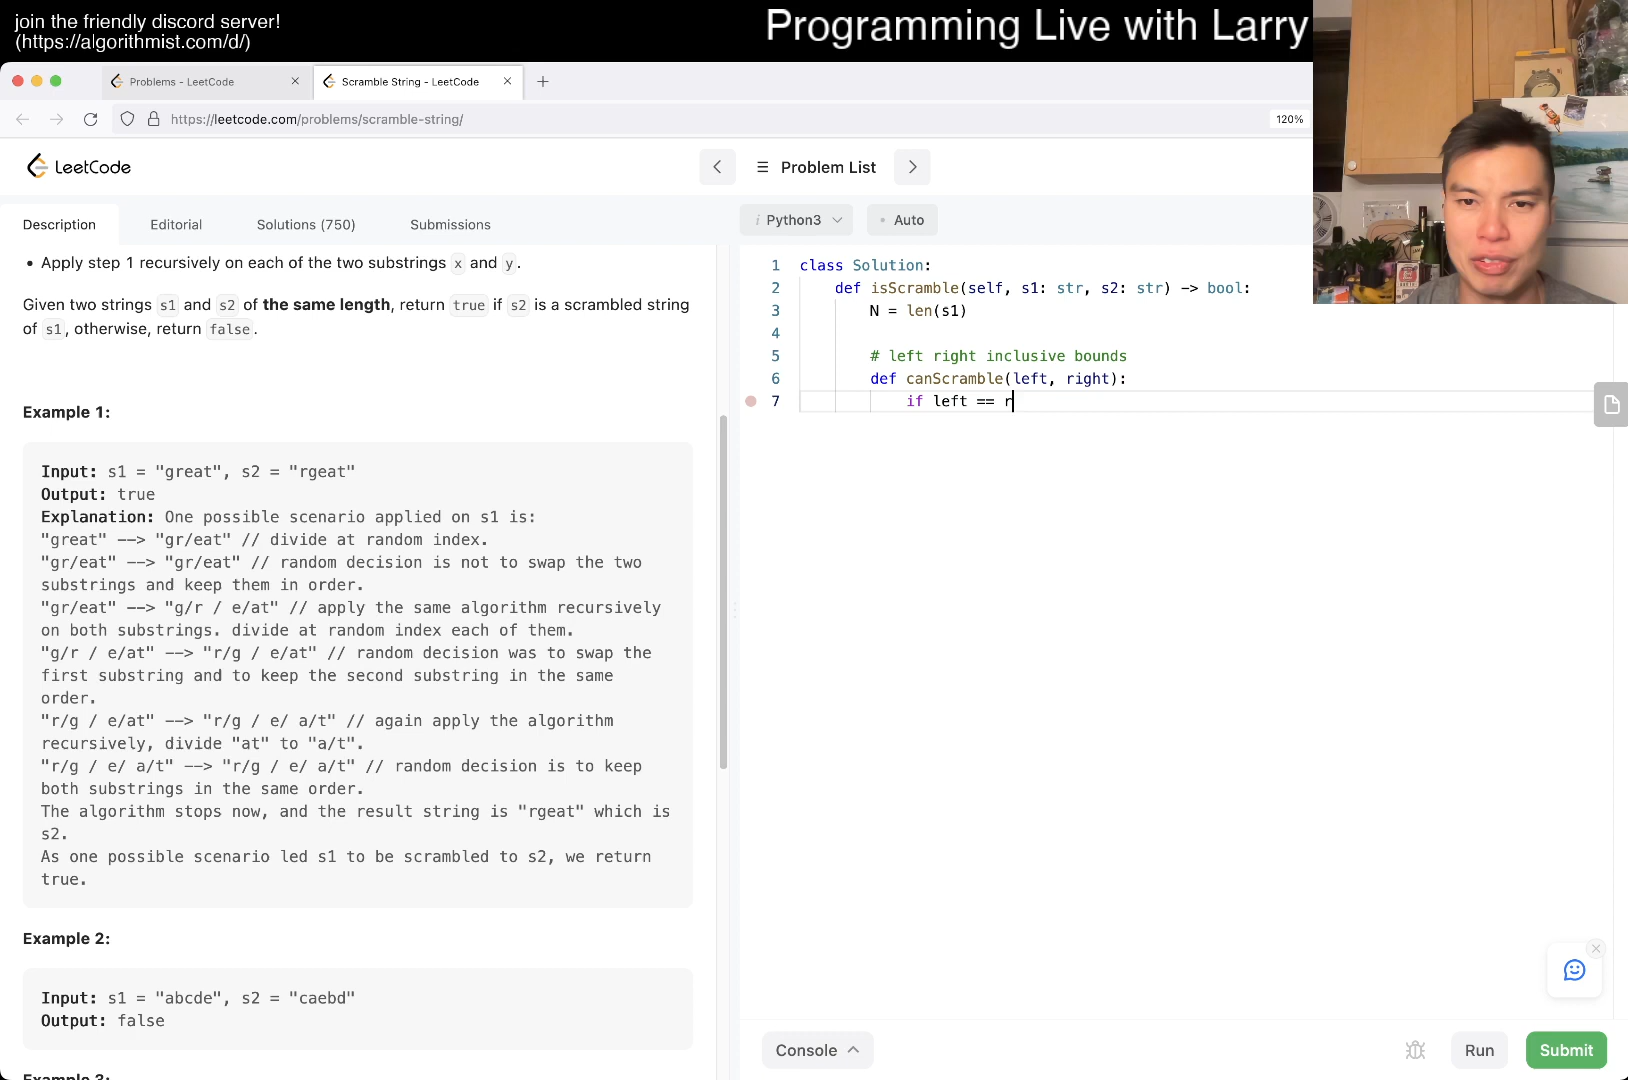 join the friendly discord server!
(https://algorithmist.com/d/)
Programming Live with Larry
Problems - LeetCode
Scramble String - LeetCode
https://leetcode.com/problems/scramble-string/
120%
LeetCode
Problem List
Description
Editorial
Solutions (750)
Submissions
i Python3
Auto
• Apply step 1 recursively on each of the two substrings x and y.
Given two strings s1 and s2 of the same length, return true if s2 is a scrambled string
of s1, otherwise, return false.
Example 1:
Input: s1 = "great", s2 = "rgeat"
Output: true
Explanation: One possible scenario applied on s1 is:
"great" --> "gr/eat" // divide at random index.
"gr/eat" --> "gr/eat" // random decision is not to swap the two
substrings and keep them in order.
"gr/eat" --> "g/r / e/at" // apply the same algorithm recursively
on both substrings. divide at random index each of them.
"g/r / e/at" --> "r/g / e/at" // random decision was to swap the
first substring and to keep the second substring in the same
order.
"r/g / e/at" --> "r/g / e/ a/t" // again apply the algorithm
recursively, divide "at" to "a/t".
"r/g / e/ a/t" --> "r/g / e/ a/t" // random decision is to keep
both substrings in the same order.
The algorithm stops now, and the result string is "rgeat" which is
s2.
As one possible scenario led s1 to be scrambled to s2, we return
true.
Example 2:
Input: s1 = "abcde", s2 = "caebd"
Output: false
Example 3:
1 class Solution:
2 def isScramble(self, s1: str, s2: str) -> bool:
3 N = len(s1)
4
5 # left right inclusive bounds
6 def canScramble(left, right):
7 if left == r
Console
Run
Submit